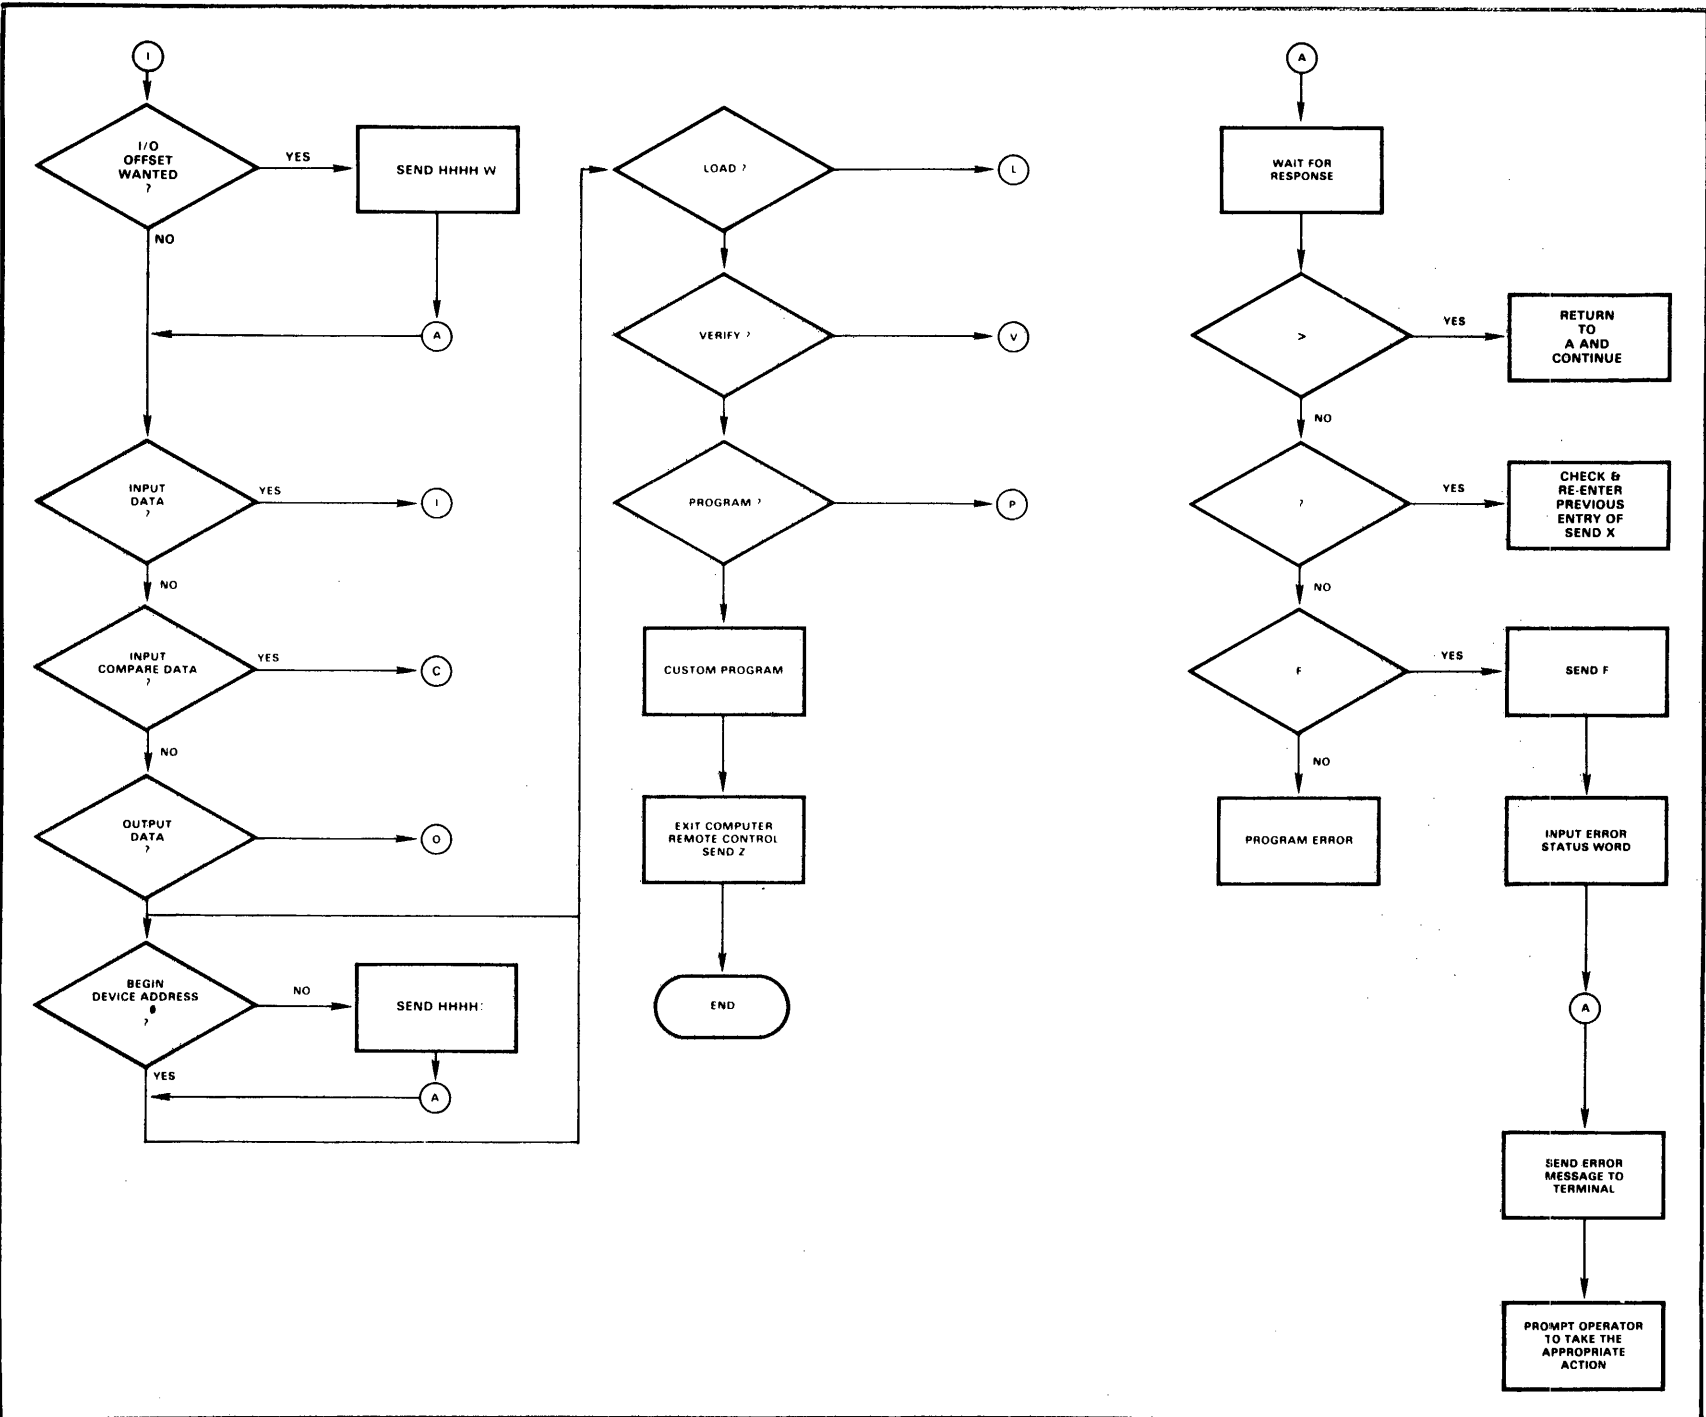 I
I/O
OFFSET
WANTED
?
YES
SEND HHHH W
NO
A
INPUT
DATA
?
YES
I
NO
INPUT
COMPARE DATA
?
YES
C
NO
OUTPUT
DATA
?
O
BEGIN
DEVICE ADDRESS
0
?
NO
SEND HHHH:
YES
A
LOAD ?
L
VERIFY ?
V
PROGRAM ?
P
CUSTOM PROGRAM
EXIT COMPUTER
REMOTE CONTROL
SEND Z
END
A
WAIT FOR
RESPONSE
>
YES
RETURN
TO
A AND
CONTINUE
NO
?
YES
CHECK &
RE-ENTER
PREVIOUS
ENTRY OF
SEND X
NO
F
YES
SEND F
NO
PROGRAM ERROR
INPUT ERROR
STATUS WORD
A
SEND ERROR
MESSAGE TO
TERMINAL
PROMPT OPERATOR
TO TAKE THE
APPROPRIATE
ACTION